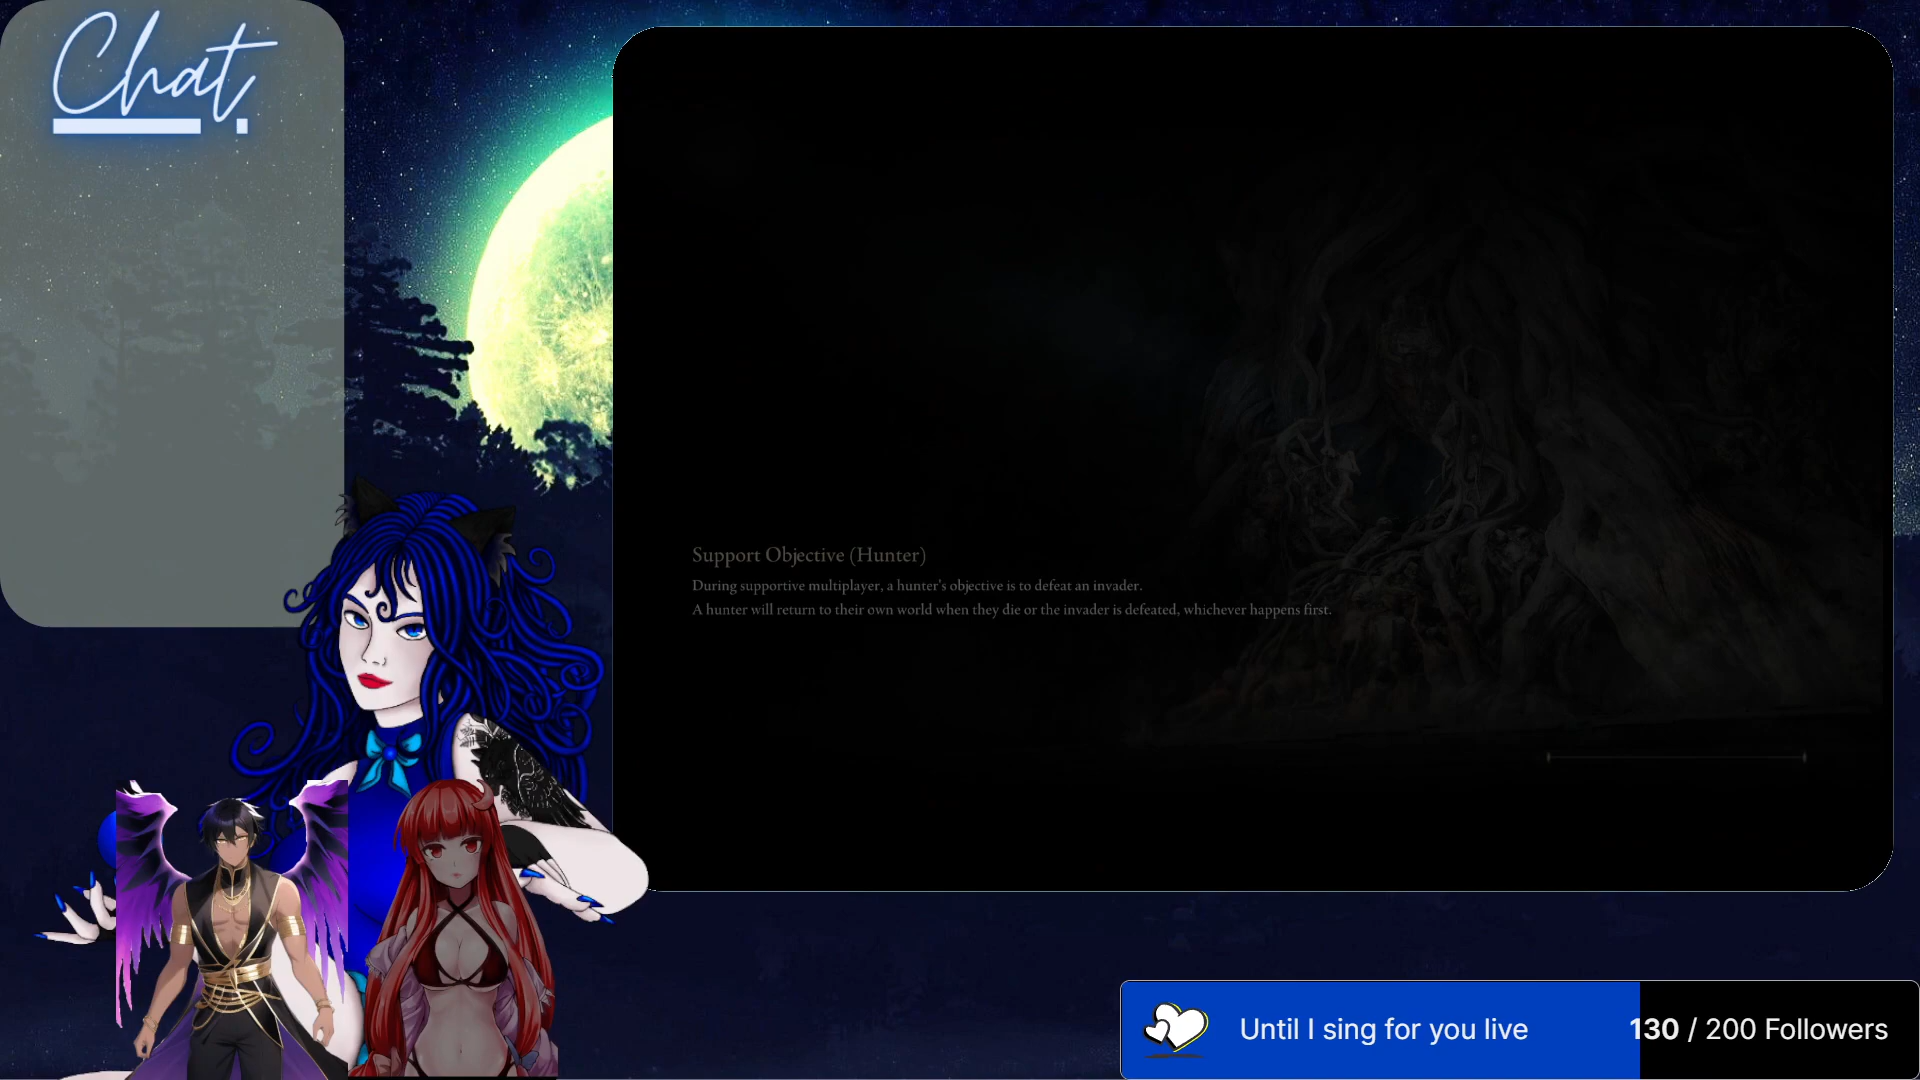 Chat
Support Objective (Hunter)
During supportive multiplayer, a hunter's objective is to defeat an invader.
A hunter will return to their own world when they die or the invader is defeated, whichever happens first.
Until I sing for you live 130 / 200 Followers